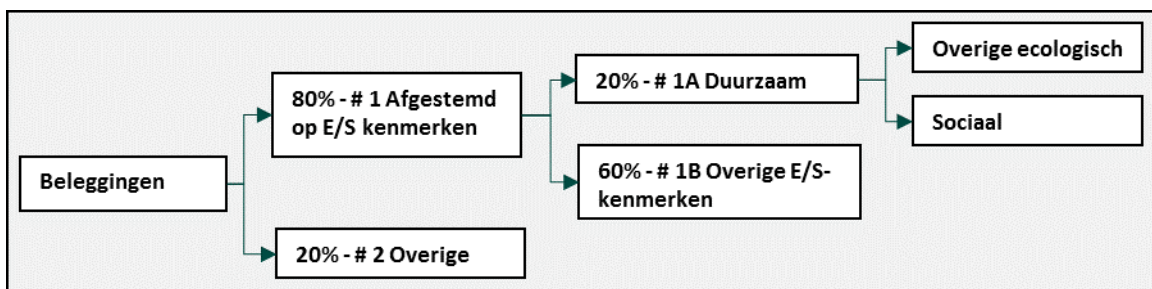 Beleggingen
80% - # 1 Afgestemd
op E/S kenmerken
20% - # 2 Overige
20% - # 1A Duurzaam
60% - # 1B Overige E/S-
kenmerken
Overige ecologisch
Sociaal